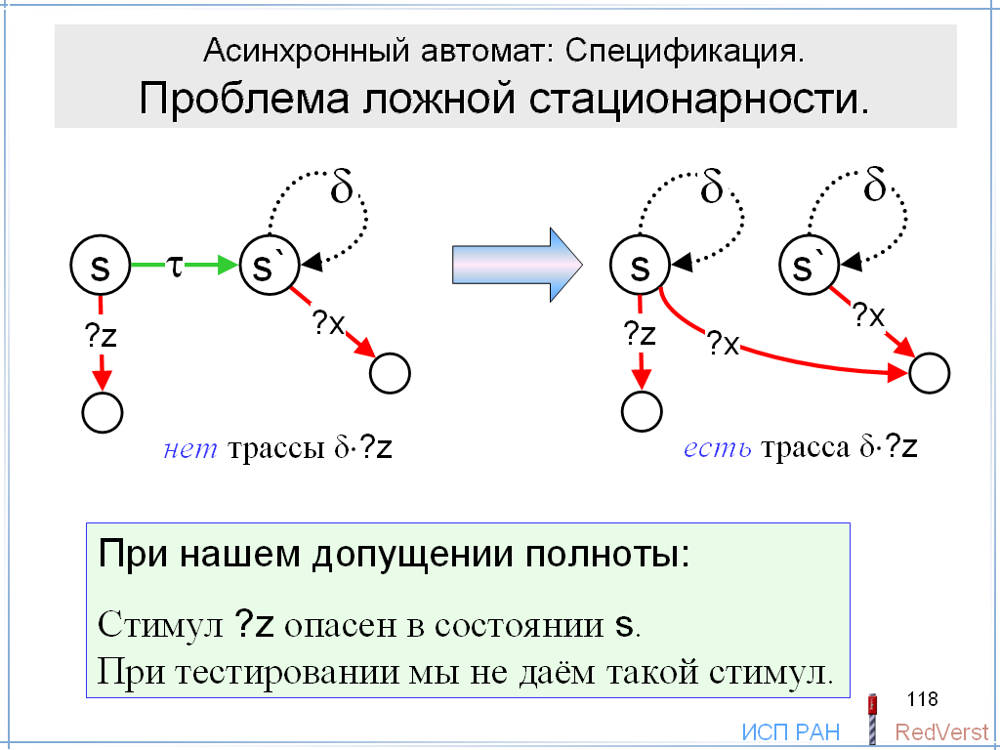 Асинхронный автомат: Спецификация.
Проблема ложной стационарности.
δ δ δ
s τ s` s s`
?z ?x ?z ?x ?x
нет трассы δ·?z
есть трасса δ·?z
При нашем допущении полноты:
Стимул ?z опасен в состоянии s.
При тестировании мы не даём такой стимул.
118
ИСП РАН RedVerst